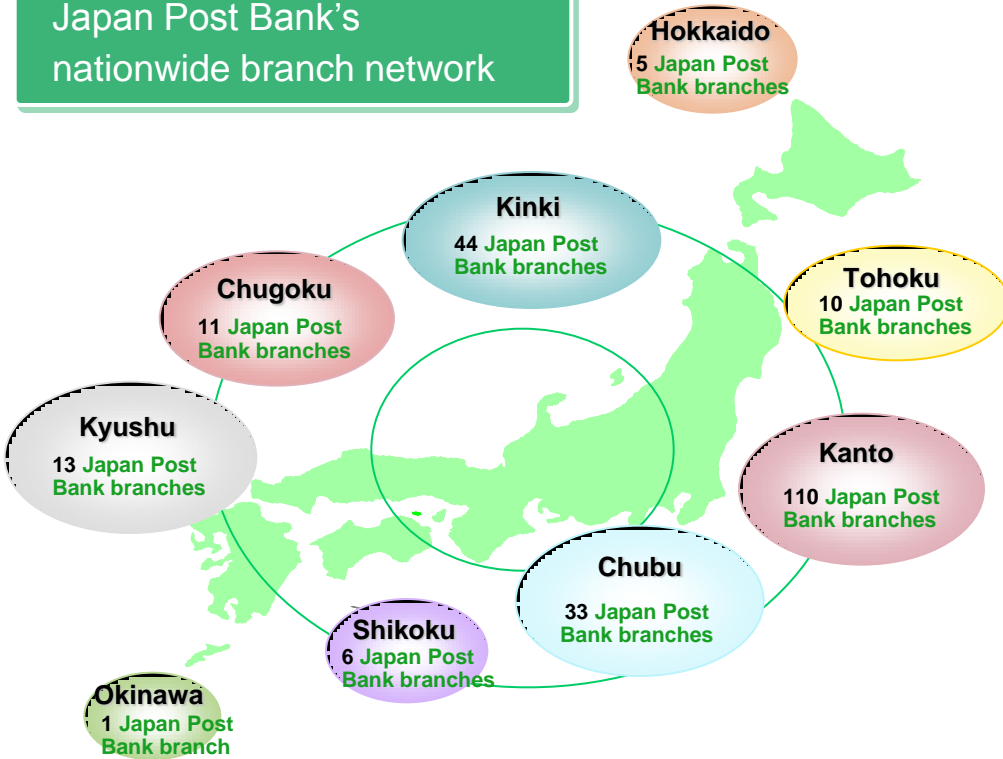 Japan Post Bank's
nationwide branch network
Hokkaido
5 Japan Post
Bank branches
Kinki
44 Japan Post
Bank branches
Chugoku
11 Japan Post
Bank branches
Tohoku
10 Japan Post
Bank branches
Kyushu
13 Japan Post
Bank branches
Kanto
110 Japan Post
Bank branches
Chubu
33 Japan Post
Bank branches
Shikoku
6 Japan Post
Bank branches
Okinawa
1 Japan Post
Bank branch